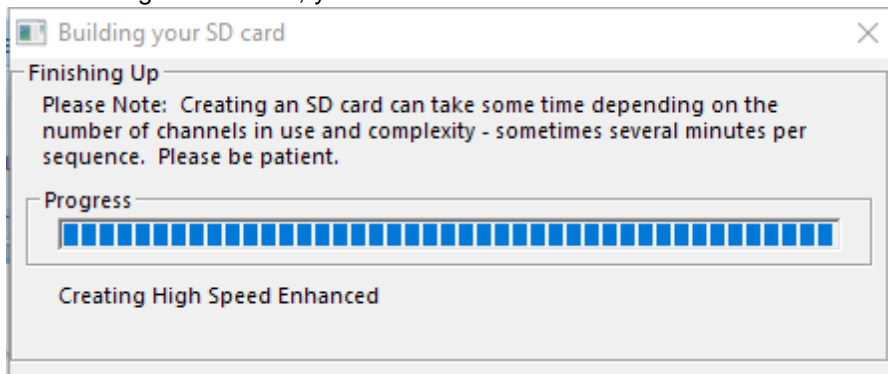 Building your SD card
Finishing Up
Please Note:  Creating an SD card can take some time depending on the
number of channels in use and complexity - sometimes several minutes per
sequence.  Please be patient.
Progress
Creating High Speed Enhanced